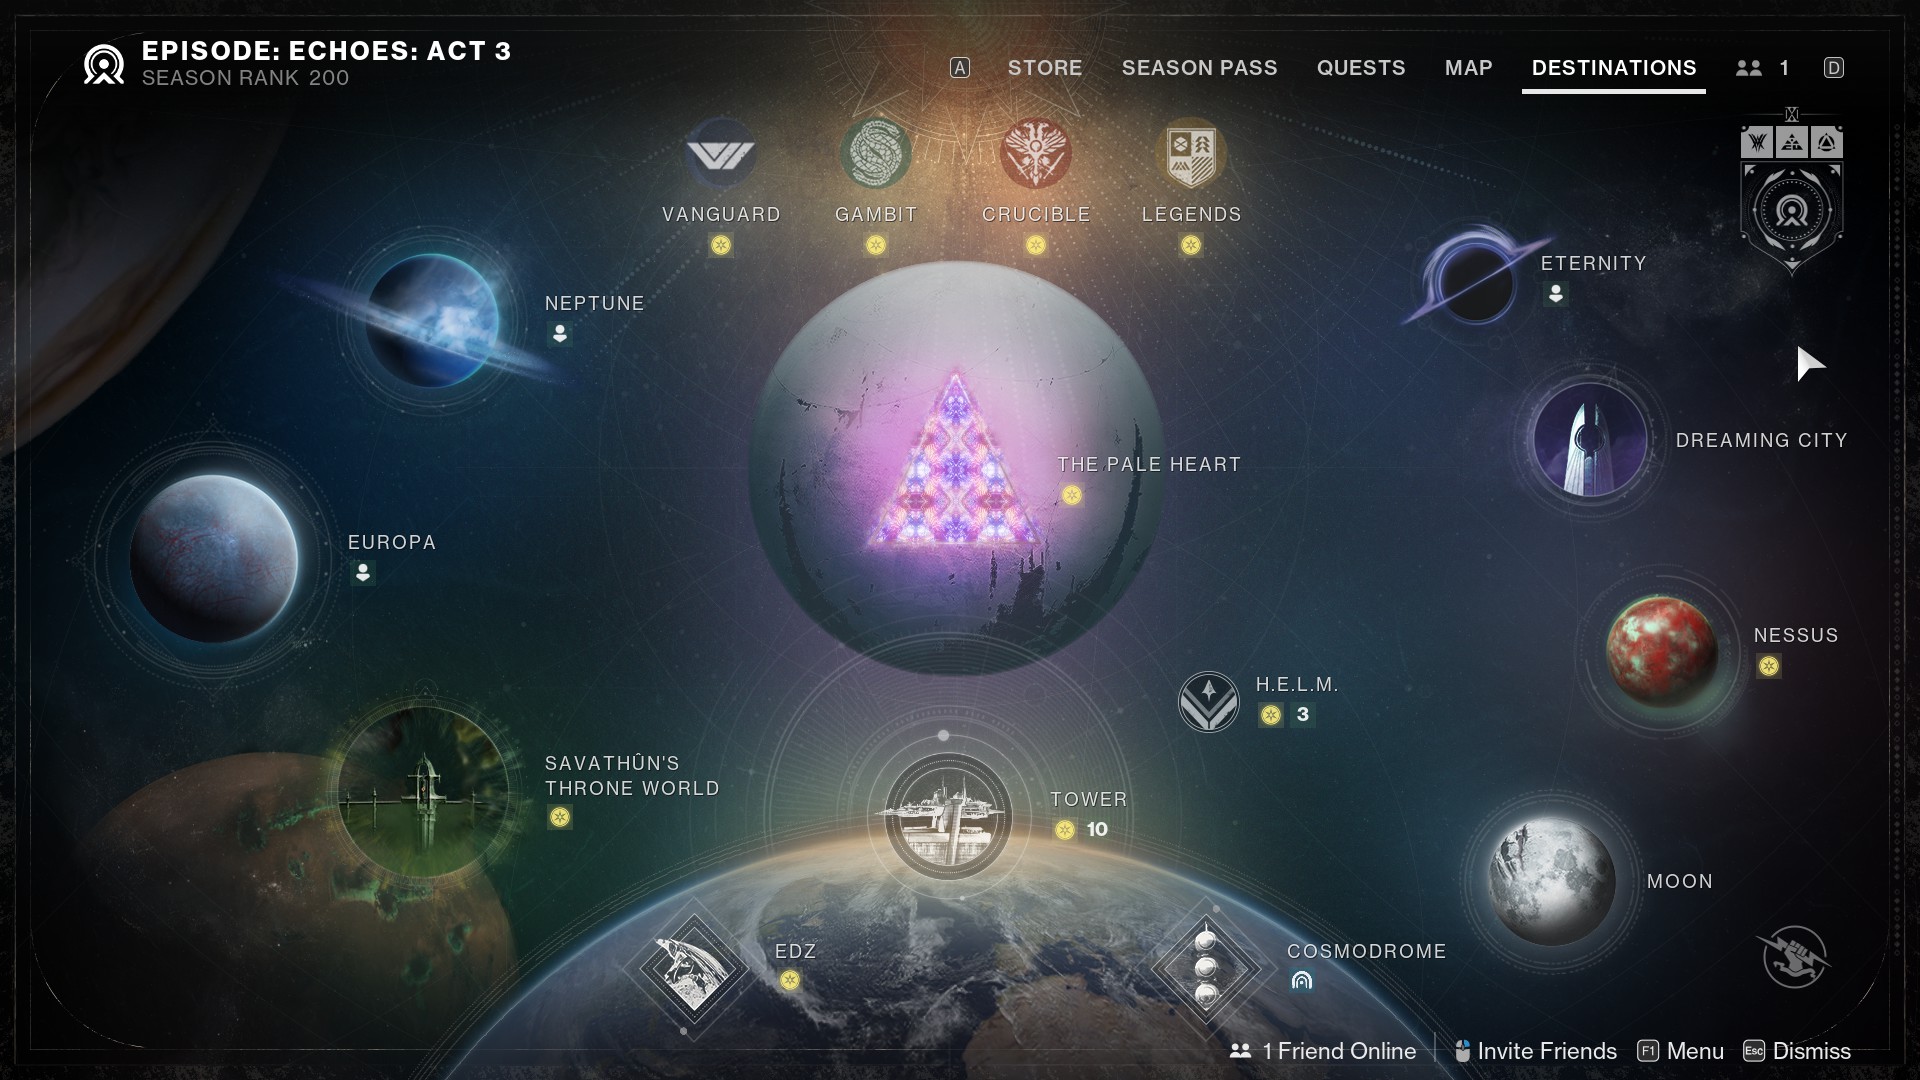 EPISODE: ECHOES: ACT 3
SEASON RANK 200
A STORE SEASON PASS QUESTS MAP DESTINATIONS 1 D
VANGUARD
GAMBIT
CRUCIBLE
LEGENDS
NEPTUNE
ETERNITY
DREAMING CITY
THE PALE HEART
EUROPA
NESSUS
H.E.L.M.
3
SAVATHÛN'S
THRONE WORLD
TOWER
10
MOON
EDZ
COSMODROME
1 Friend Online Invite Friends F1 Menu Esc Dismiss